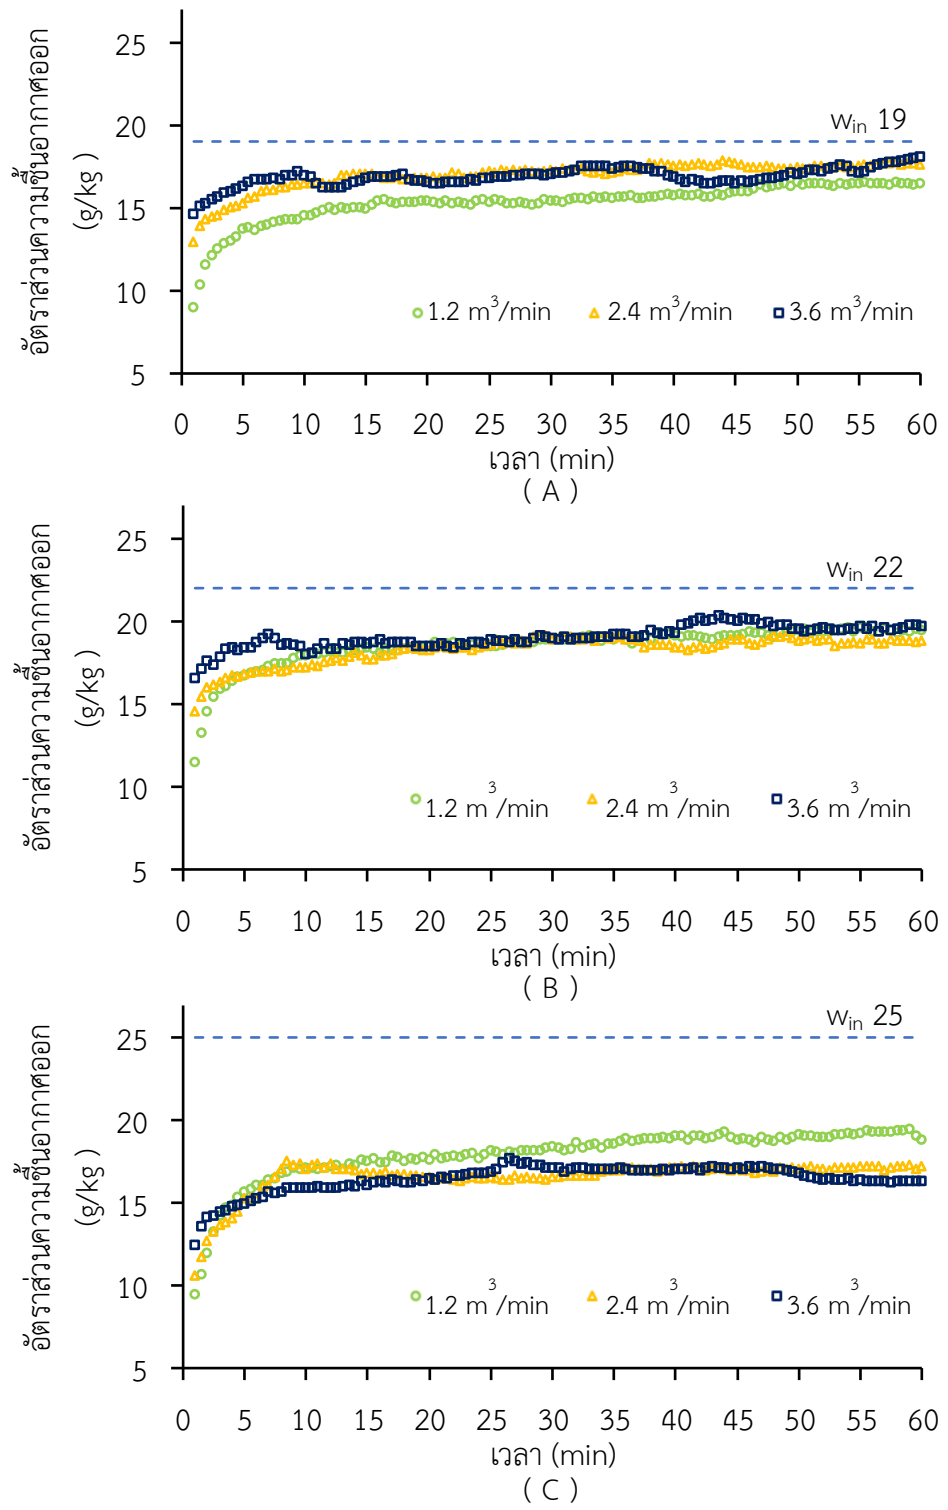 อัตราส่วนความชื้นอากาศออก
(g/kg )
25
20
15
10
5
w_in 19
1.2 m³/min 2.4 m³/min 3.6 m³/min
0 5 10 15 20 25 30 35 40 45 50 55 60
เวลา (min)
( A )
อัตราส่วนความชื้นอากาศออก
(g/kg )
25
20
15
10
5
w_in 22
1.2 m³/min 2.4 m³/min 3.6 m³/min
0 5 10 15 20 25 30 35 40 45 50 55 60
เวลา (min)
( B )
อัตราส่วนความชื้นอากาศออก
(g/kg )
25
20
15
10
5
w_in 25
1.2 m³/min 2.4 m³/min 3.6 m³/min
0 5 10 15 20 25 30 35 40 45 50 55 60
เวลา (min)
( C )